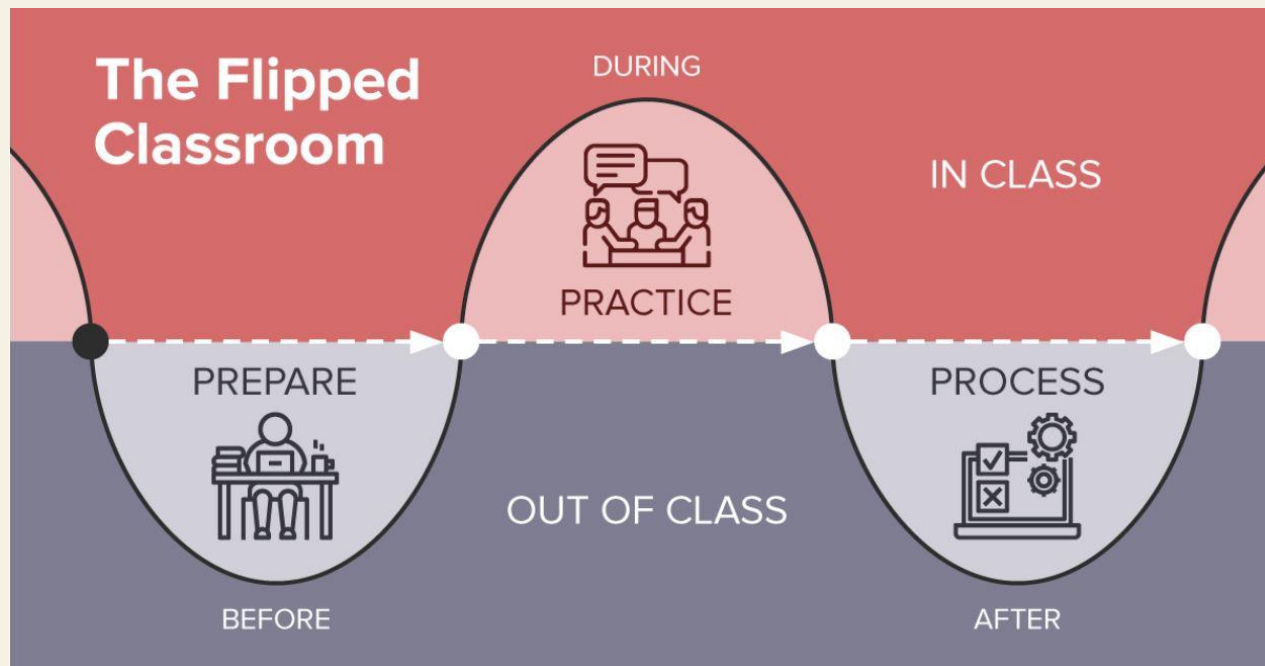 The Flipped
Classroom
DURING
IN CLASS
PRACTICE
PREPARE
PROCESS
OUT OF CLASS
BEFORE
AFTER